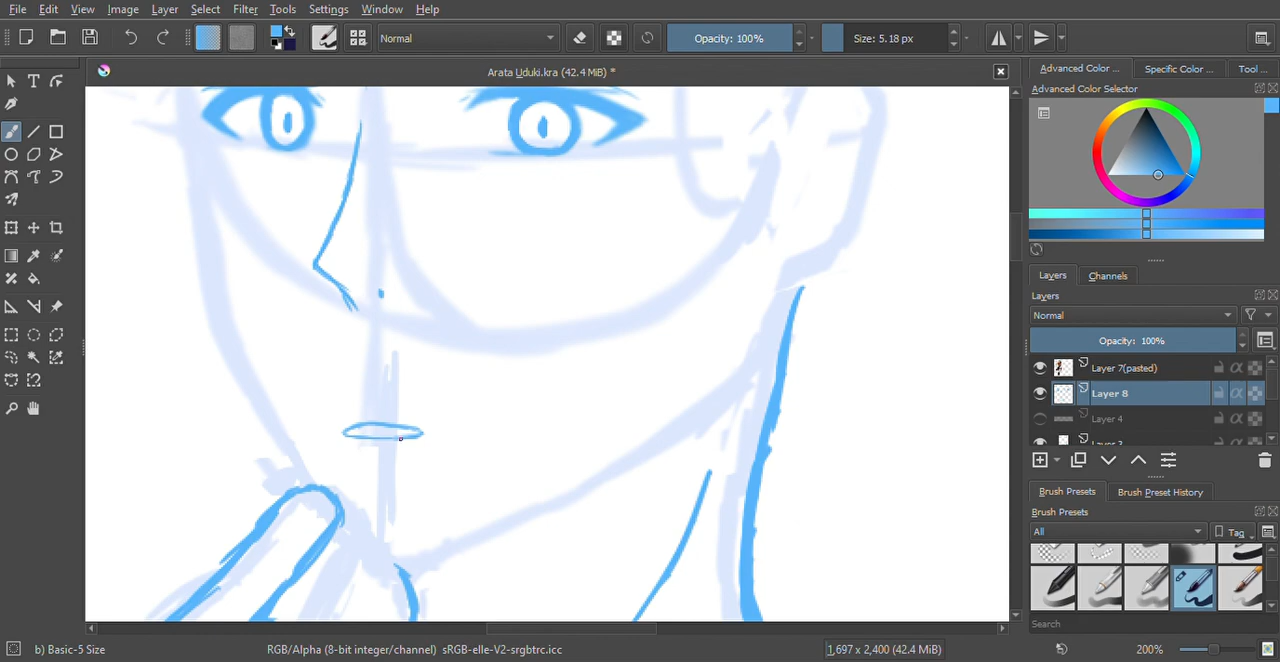 File Edit View Image Layer Select Filter Tools Settings Window Help
Normal Opacity: 100% Size: 5.18 px
Arata Uduki.kra (42.4 MiB) *
Advanced Color ... Specific Color ... Tool ...
Advanced Color Selector
Layers Channels
Layers
Normal
Opacity: 100%
Layer 7(pasted)
Layer 8
Layer 4
Brush Presets Brush Preset History
Brush Presets
All Tag
Search
b) Basic-5 Size RGB/Alpha (8-bit integer/channel) sRGB-elle-V2-srgbtrc.icc 1,697 x 2,400 (42.4 MiB) 200%